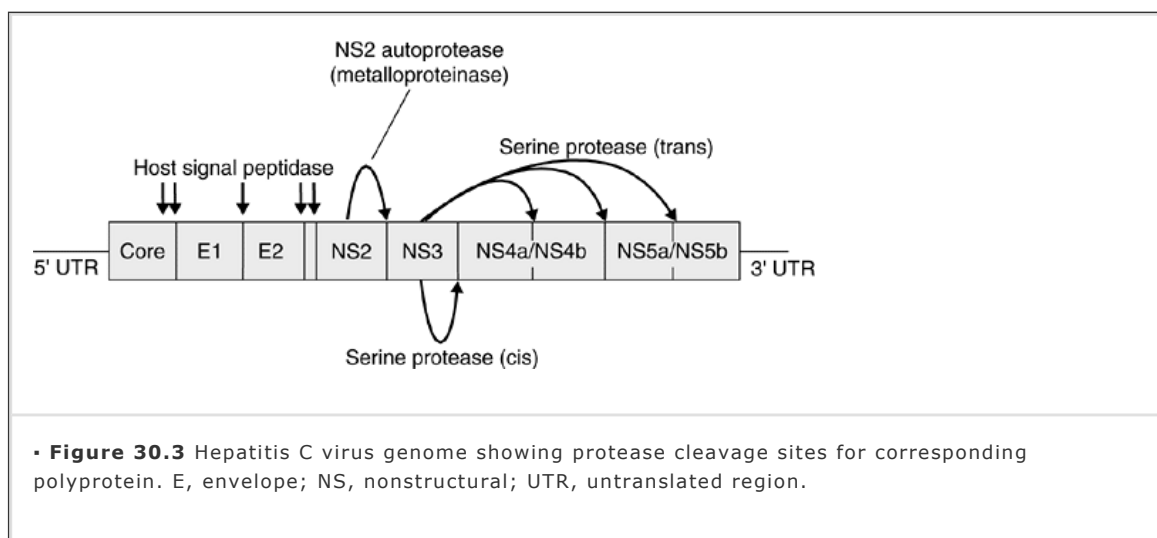 NS2 autoprotease
(metalloproteinase)
Serine protease (trans)
Host signal peptidase
Core E1 E2 NS2 NS3 NS4a/NS4b NS5a/NS5b
5' UTR 3' UTR
Serine protease (cis)
▪ Figure 30.3 Hepatitis C virus genome showing protease cleavage sites for corresponding
polyprotein. E, envelope; NS, nonstructural; UTR, untranslated region.